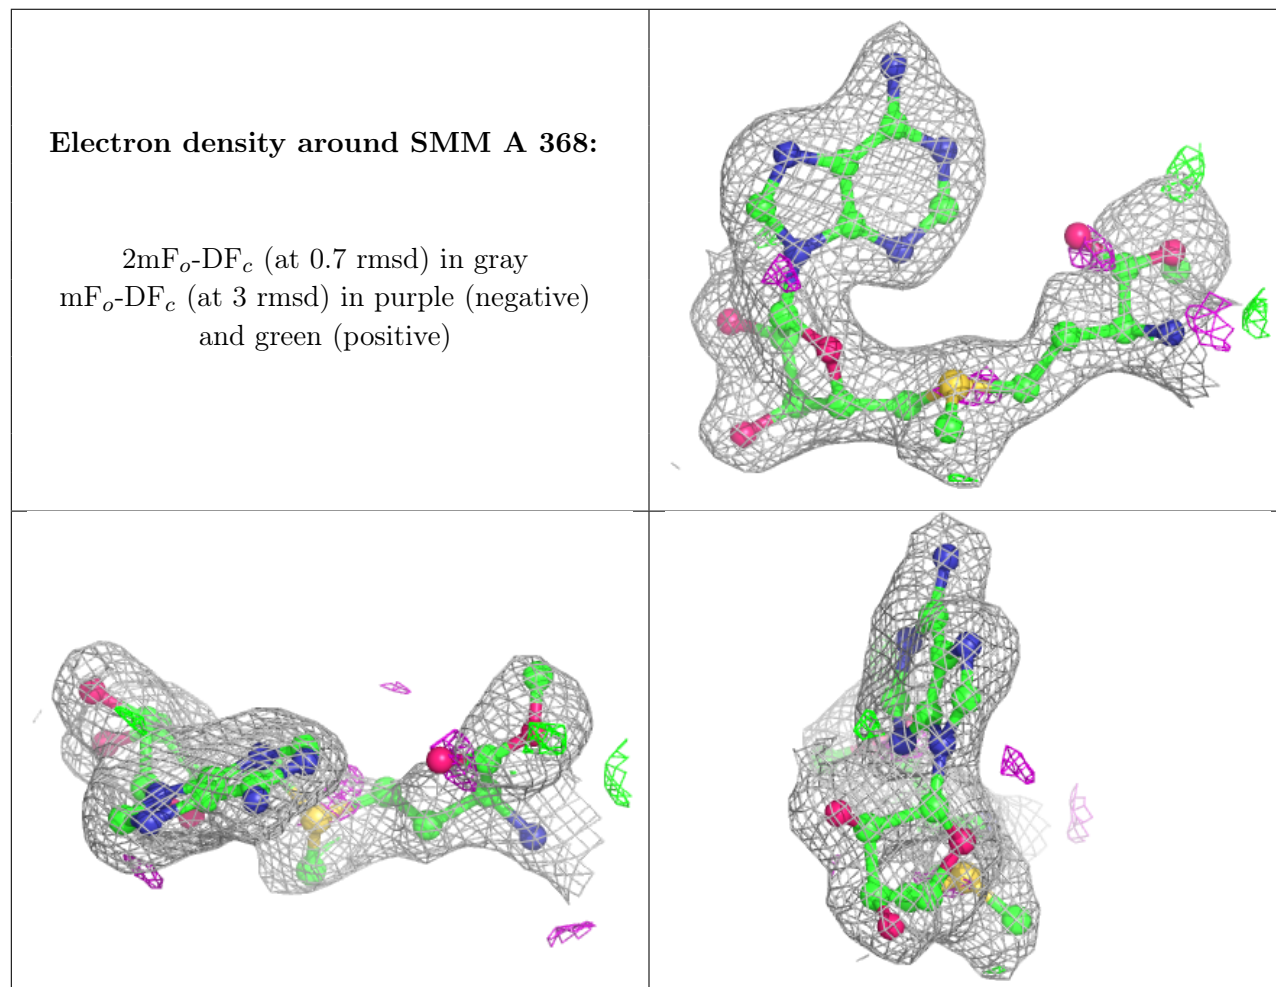 Electron density around SMM A 368:
2mFo-DFc (at 0.7 rmsd) in gray
mFo-DFc (at 3 rmsd) in purple (negative)
and green (positive)